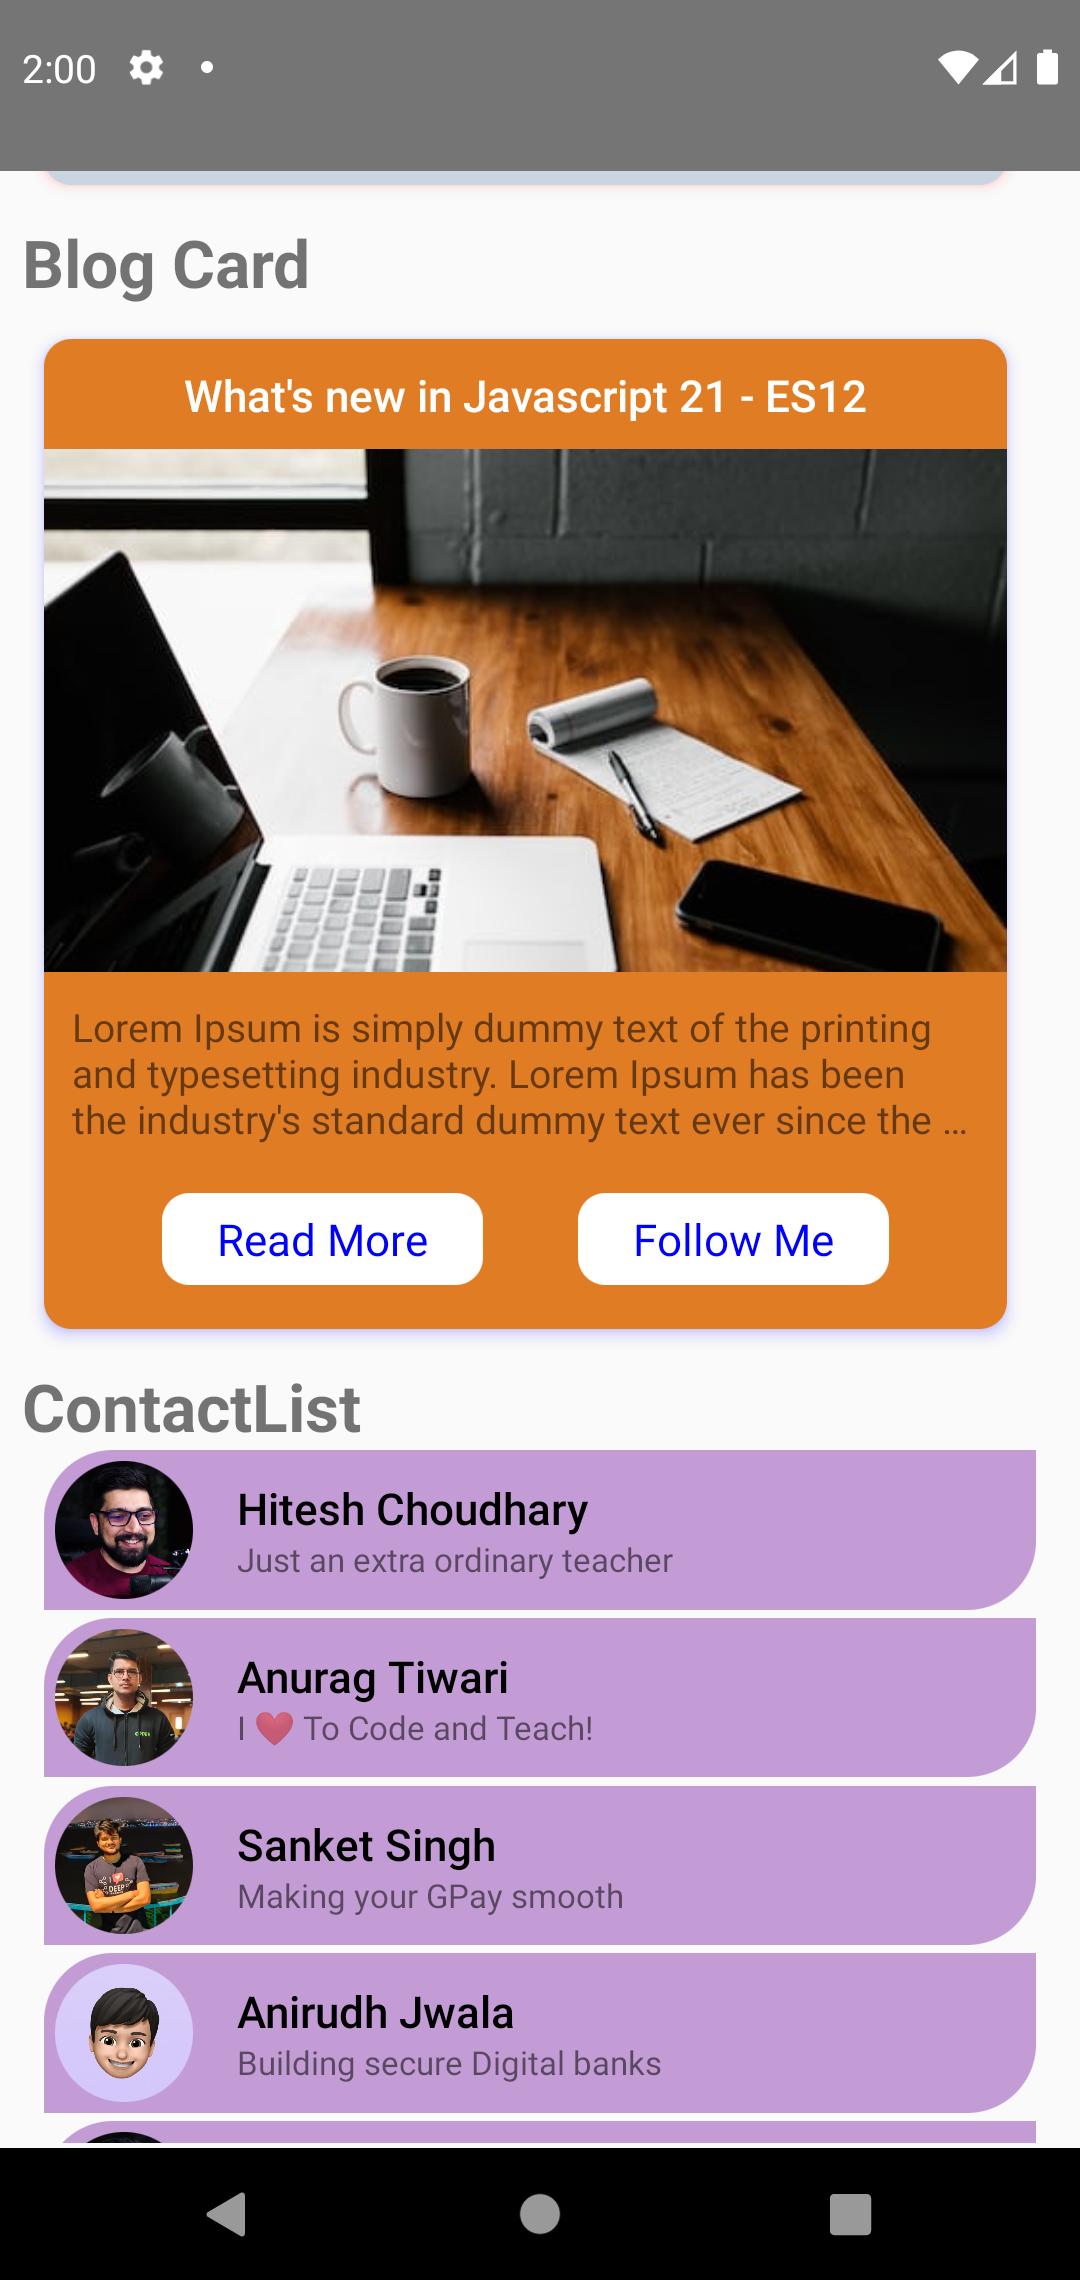 2:00
Blog Card
What's new in Javascript 21 - ES12
Lorem Ipsum is simply dummy text of the printing
and typesetting industry. Lorem Ipsum has been
the industry's standard dummy text ever since the ...
Read More
Follow Me
ContactList
Hitesh Choudhary
Just an extra ordinary teacher
Anurag Tiwari
I ❤️ To Code and Teach!
Sanket Singh
Making your GPay smooth
Anirudh Jwala
Building secure Digital banks